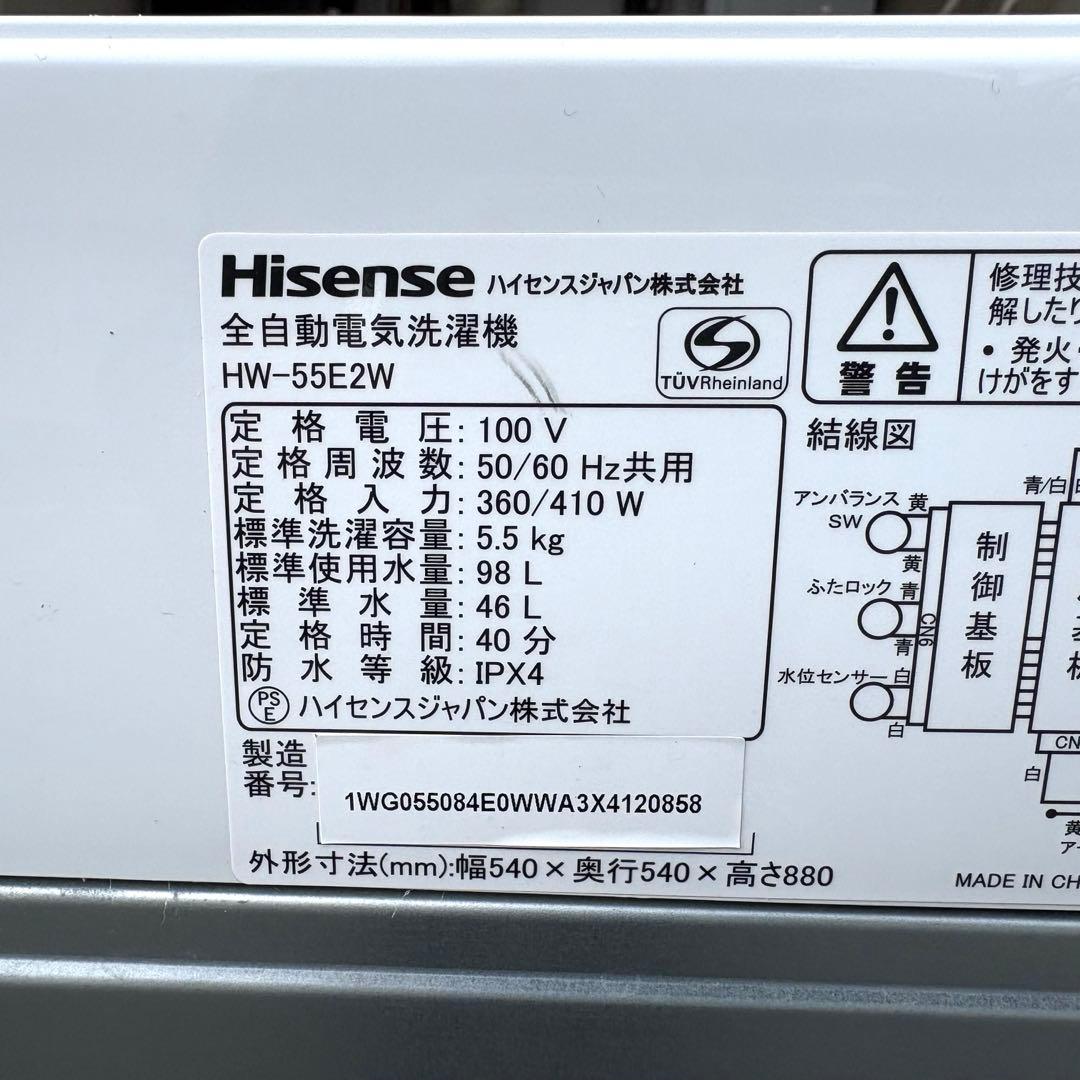 Hisense ハイセンスジャパン株式会社
全自動電気洗濯機
HW-55E2W
TÜVRheinland
定格電圧: 100 V
定格周波数: 50/60 Hz共用
定格入力: 360/410 W
標準洗濯容量: 5.5 kg
標準使用水量: 98 L
標準水量: 46 L
定格時間: 40 分
防水等級: IPX4
PSE ハイセンスジャパン株式会社
製造
番号:
1WG055084E0WWA3X4120858
外形寸法(mm):幅540×奥行540×高さ880
警告
修理技
解したり
・発火・
けがをす
結線図
青/白
アンバランス
SW
黄
黄
ふたロック
青
青
水位センサー
白
白
CN6
制御基板
基
CN
白
黄
アー
MADE IN CH